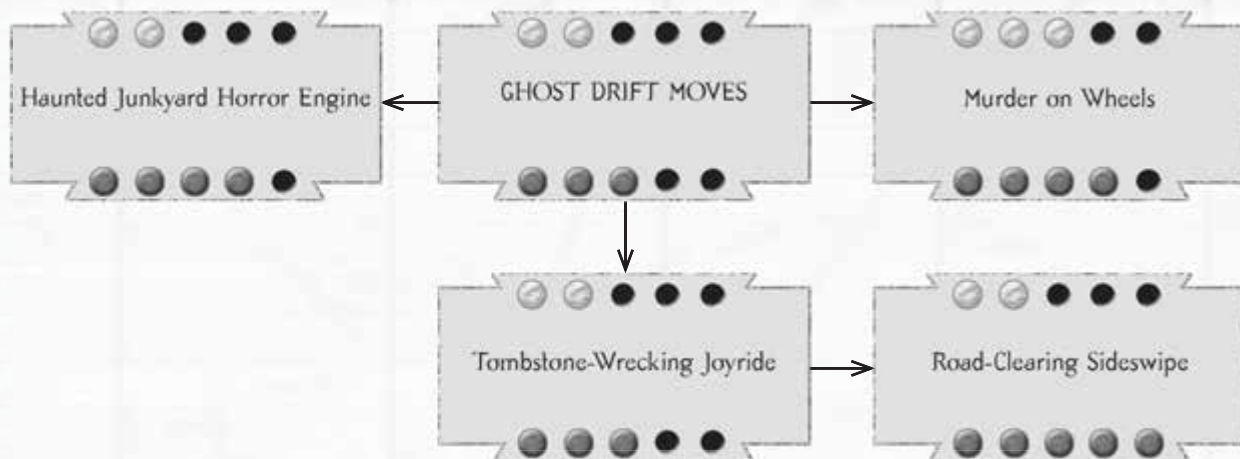 Haunted Junkyard Horror Engine
GHOST DRIFT MOVES
Murder on Wheels
Tombstone-Wrecking Joyride
Road-Clearing Sideswipe